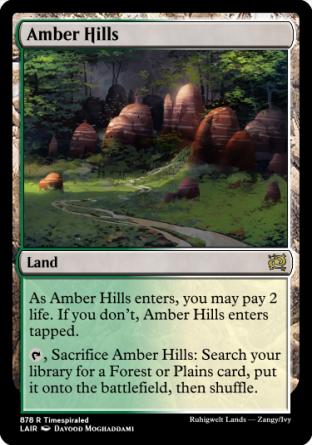 Amber Hills
Land
As Amber Hills enters, you may pay 2
life. If you don't, Amber Hills enters
tapped.
, Sacrifice Amber Hills: Search your
library for a Forest or Plains card, put
it onto the battlefield, then shuffle.
878 R Timespiraled
LAIR Davood Moghaddami
Ruhigwelt Lands — Zangy/Ivy